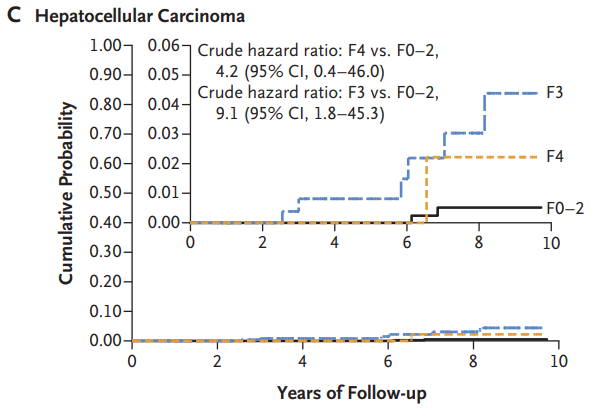 C Hepatocellular Carcinoma
Crude hazard ratio: F4 vs. F0–2,
4.2 (95% CI, 0.4–46.0)
Crude hazard ratio: F3 vs. F0–2,
9.1 (95% CI, 1.8–45.3)
0.06
0.05
0.04
0.03
0.02
0.01
0.00
0 2 4 6 8 10
F3
F4
F0–2
Cumulative Probability
1.00
0.90
0.80
0.70
0.60
0.50
0.40
0.30
0.20
0.10
0.00
0 2 4 6 8 10
Years of Follow-up